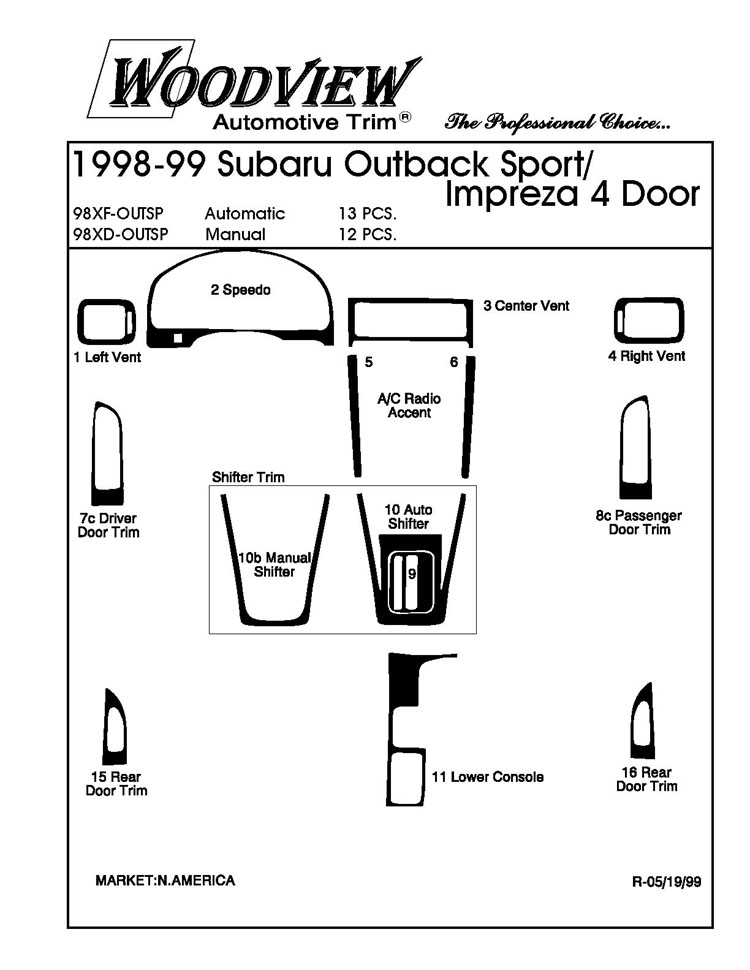 WOODVIEW
Automotive Trim®
The Professional Choice...
1998-99 Subaru Outback Sport/
Impreza 4 Door
98XF-OUTSP Automatic 13 PCS.
98XD-OUTSP Manual 12 PCS.
2 Speedo
3 Center Vent
1 Left Vent
4 Right Vent
5 6
A/C Radio
Accent
Shifter Trim
7c Driver
Door Trim
10 Auto
Shifter
8c Passenger
Door Trim
10b Manual
Shifter
9
15 Rear
Door Trim
11 Lower Console
16 Rear
Door Trim
MARKET:N.AMERICA
R-05/19/99